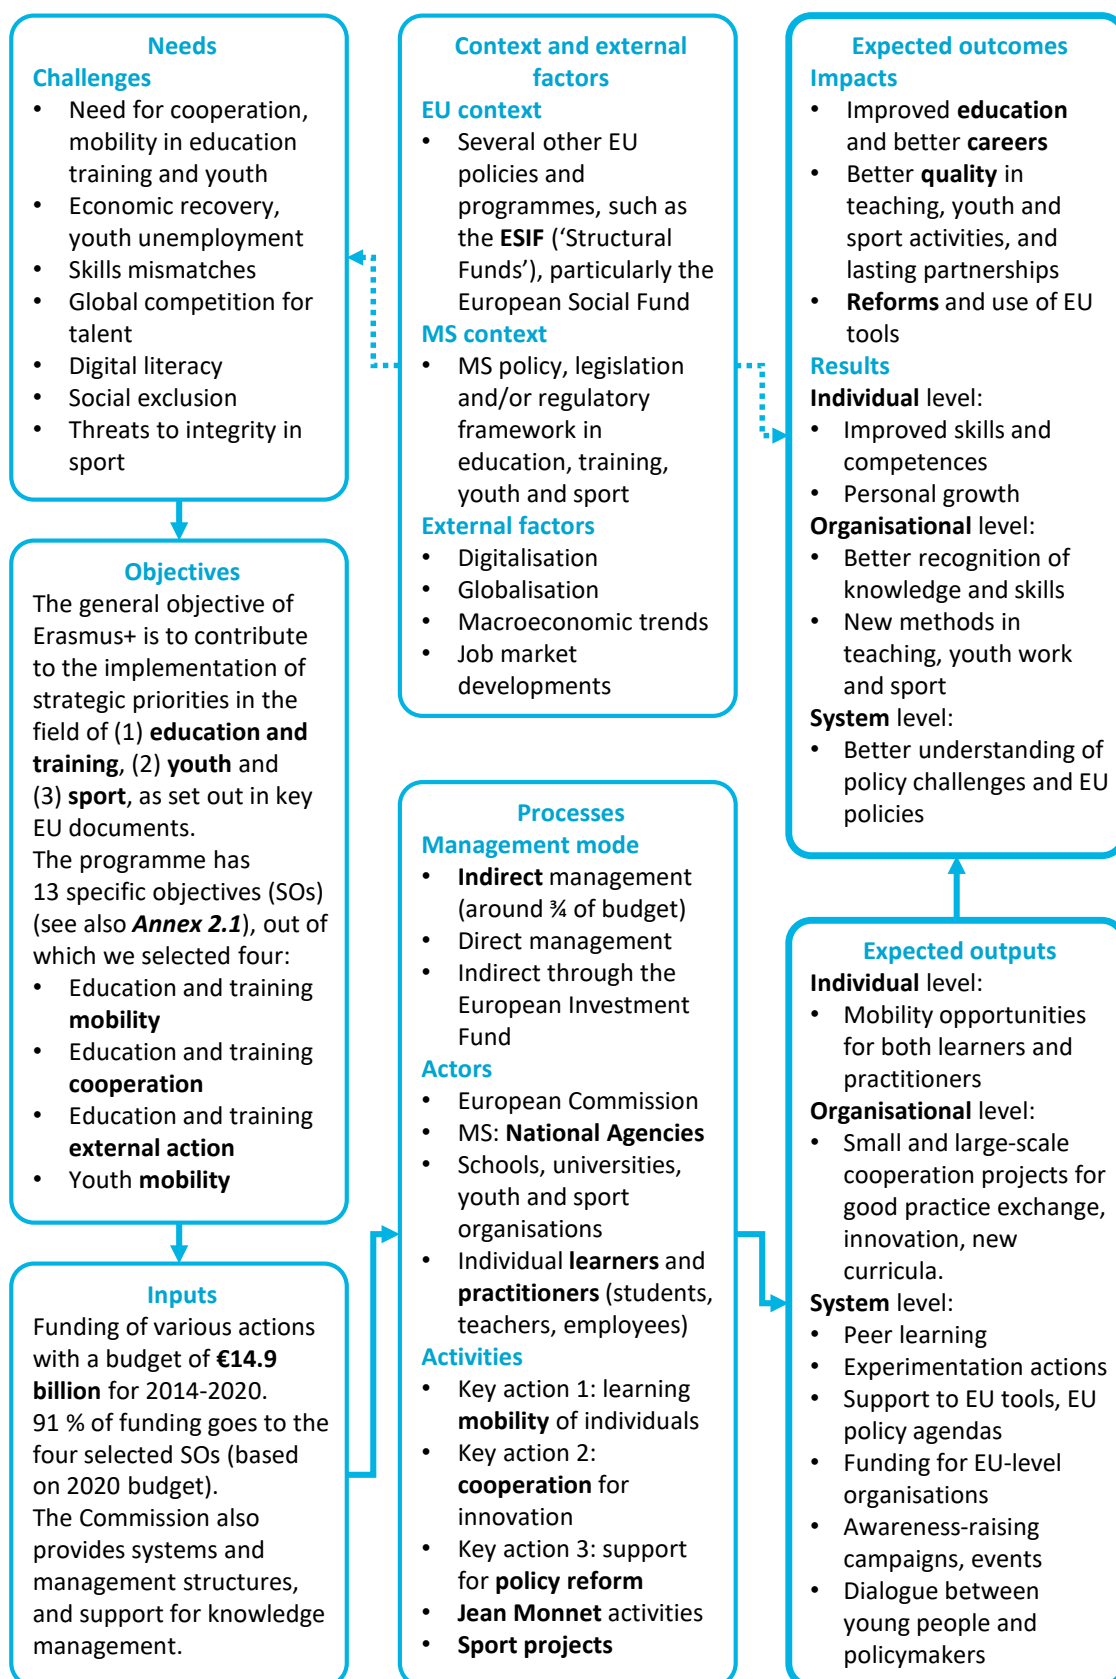 Needs
Challenges
• Need for cooperation,
mobility in education
training and youth
• Economic recovery,
youth unemployment
• Skills mismatches
• Global competition for
talent
• Digital literacy
• Social exclusion
• Threats to integrity in
sport
Objectives
The general objective of
Erasmus+ is to contribute
to the implementation of
strategic priorities in the
field of (1) education and
training, (2) youth and
(3) sport, as set out in key
EU documents.
The programme has
13 specific objectives (SOs)
(see also Annex 2.1), out of
which we selected four:
• Education and training
mobility
• Education and training
cooperation
• Education and training
external action
• Youth mobility
Inputs
Funding of various actions
with a budget of €14.9
billion for 2014-2020.
91 % of funding goes to the
four selected SOs (based
on 2020 budget).
The Commission also
provides systems and
management structures,
and support for knowledge
management.
Context and external
factors
EU context
• Several other EU
policies and
programmes, such as
the ESIF (‘Structural
Funds’), particularly the
European Social Fund
MS context
• MS policy, legislation
and/or regulatory
framework in
education, training,
youth and sport
External factors
• Digitalisation
• Globalisation
• Macroeconomic trends
• Job market
developments
Processes
Management mode
• Indirect management
(around ¾ of budget)
• Direct management
• Indirect through the
European Investment
Fund
Actors
• European Commission
• MS: National Agencies
• Schools, universities,
youth and sport
organisations
• Individual learners and
practitioners (students,
teachers, employees)
Activities
• Key action 1: learning
mobility of individuals
• Key action 2:
cooperation for
innovation
• Key action 3: support
for policy reform
• Jean Monnet activities
• Sport projects
Expected outcomes
Impacts
• Improved education
and better careers
• Better quality in
teaching, youth and
sport activities, and
lasting partnerships
• Reforms and use of EU
tools
Results
Individual level:
• Improved skills and
competences
• Personal growth
Organisational level:
• Better recognition of
knowledge and skills
• New methods in
teaching, youth work
and sport
System level:
• Better understanding of
policy challenges and EU
policies
Expected outputs
Individual level:
• Mobility opportunities
for both learners and
practitioners
Organisational level:
• Small and large-scale
cooperation projects for
good practice exchange,
innovation, new
curricula.
System level:
• Peer learning
• Experimentation actions
• Support to EU tools, EU
policy agendas
• Funding for EU-level
organisations
• Awareness-raising
campaigns, events
• Dialogue between
young people and
policymakers